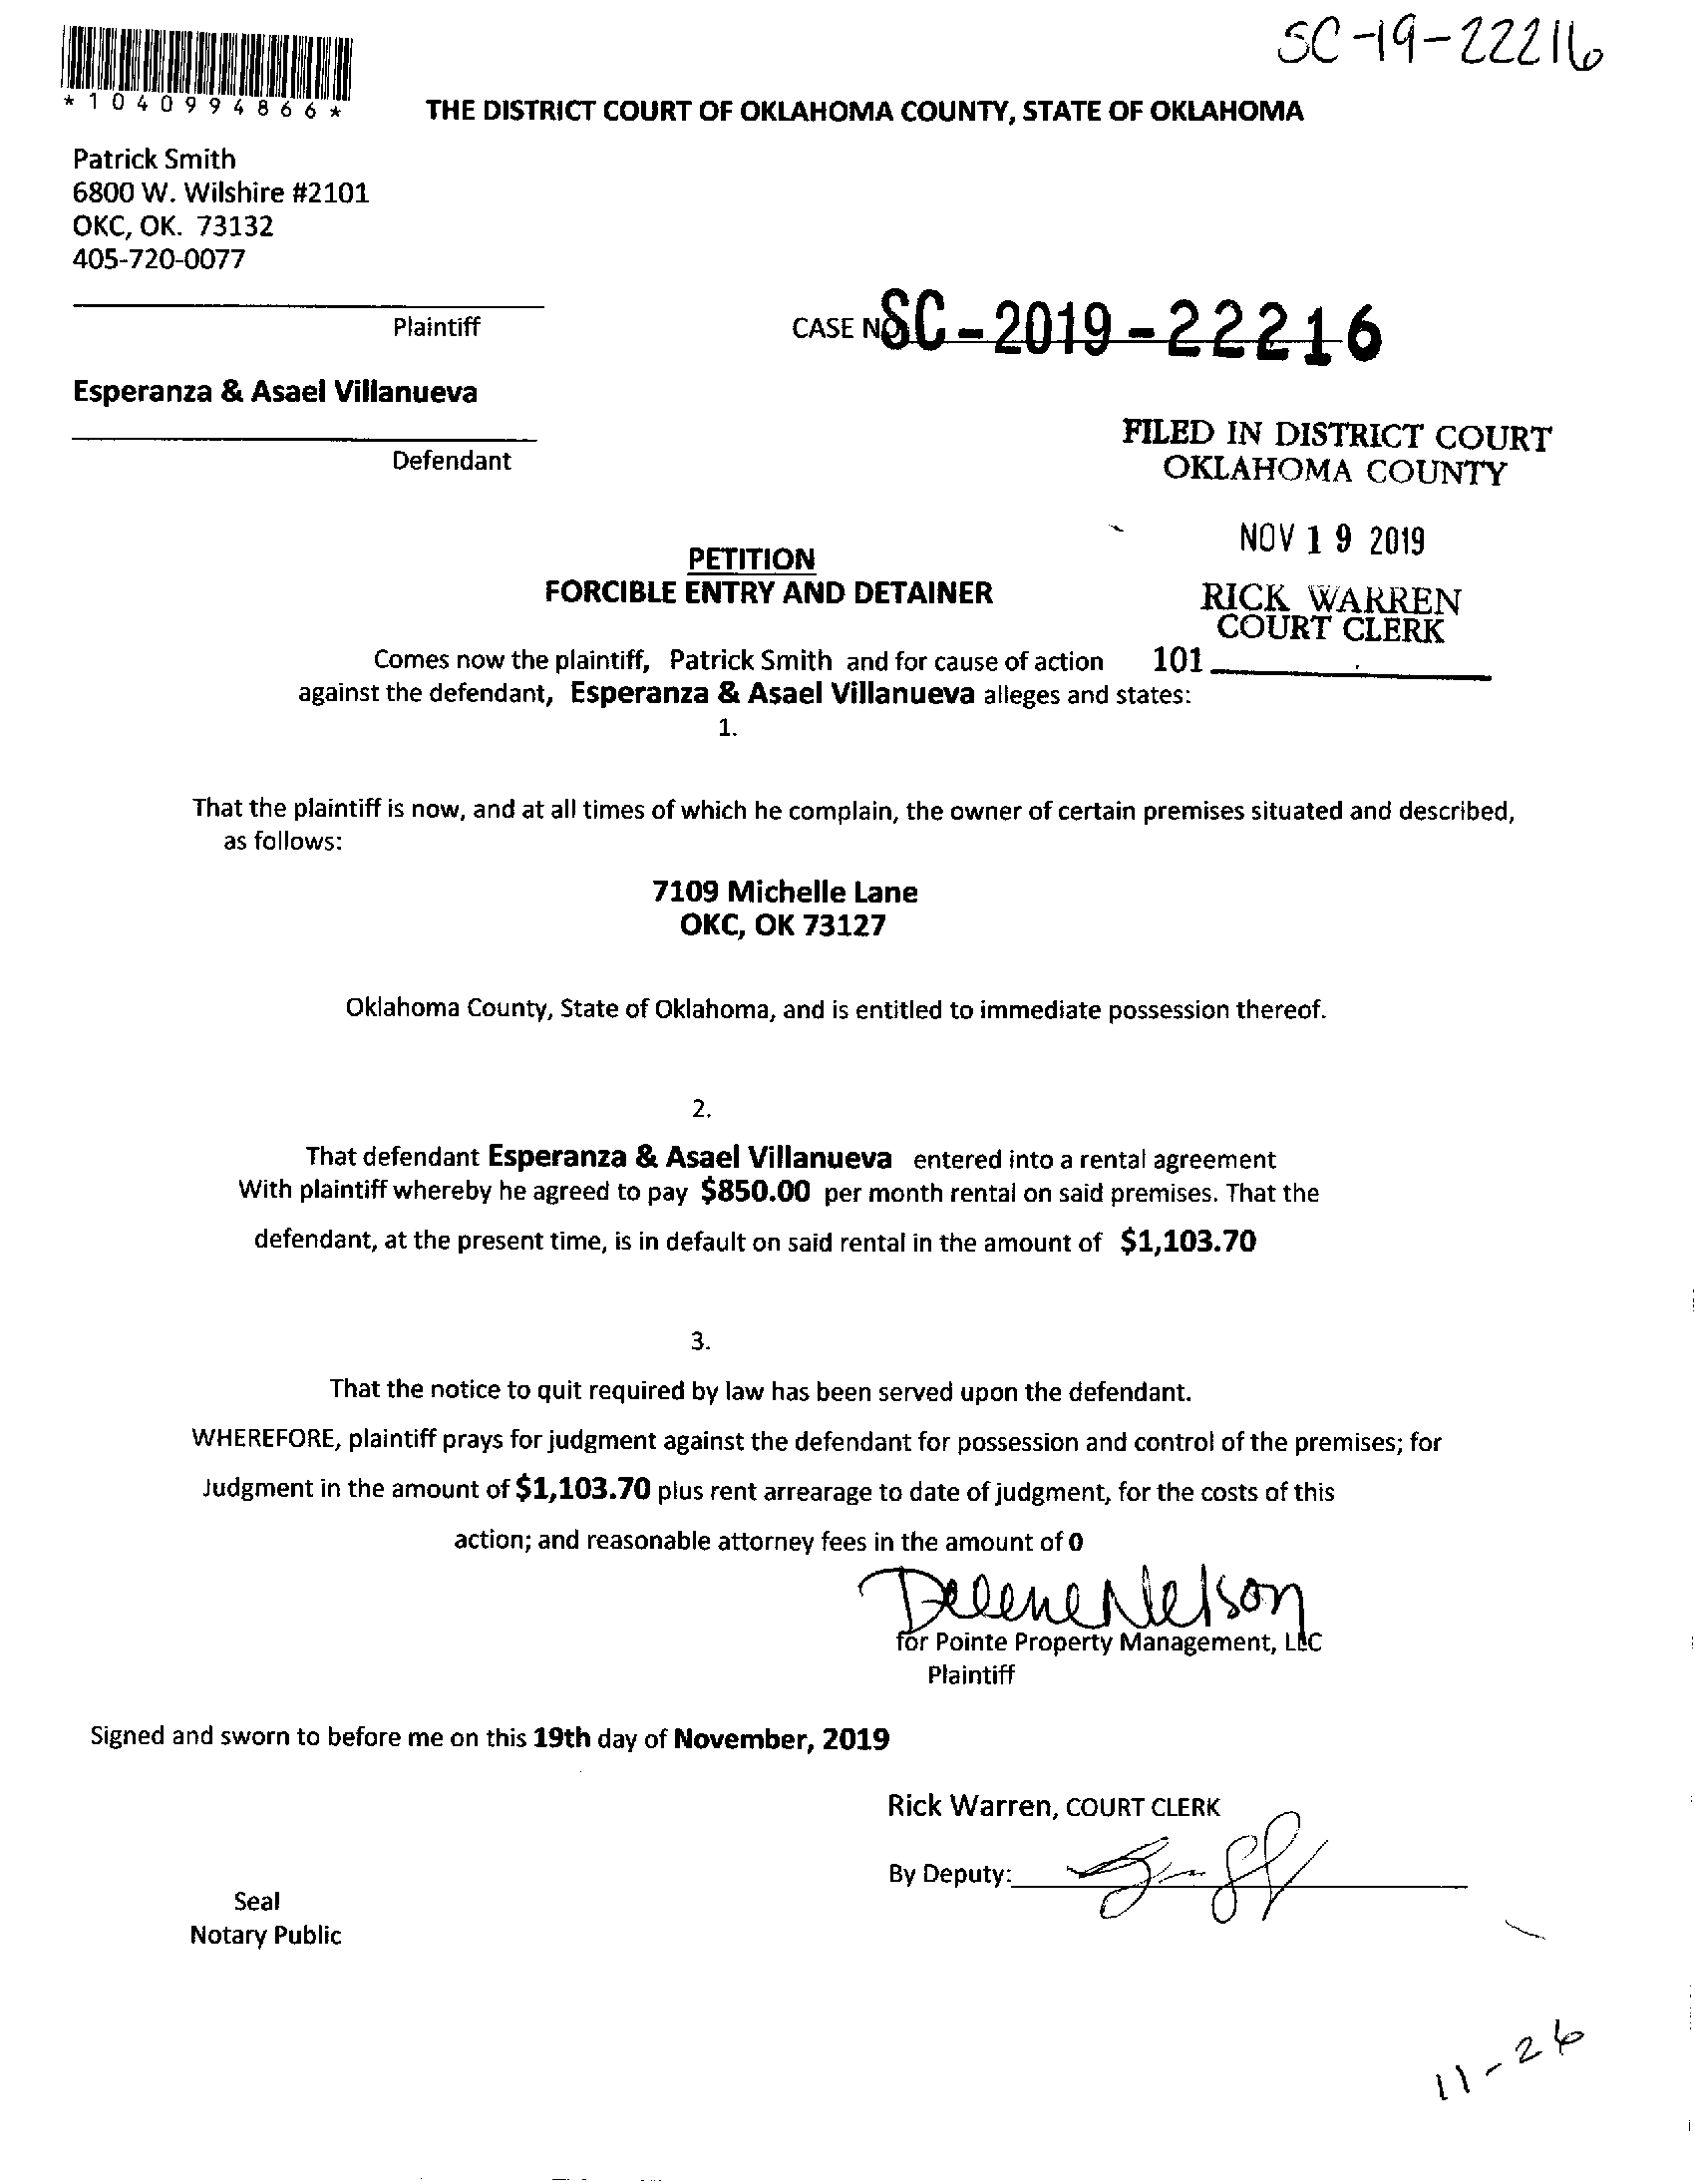 SC-19-22216
*1040994866*
THE DISTRICT COURT OF OKLAHOMA COUNTY, STATE OF OKLAHOMA
Patrick Smith
6800 W. Wilshire #2101
OKC, OK. 73132
405-720-0077
Plaintiff
CASE NO SC-2019-22216
Esperanza & Asael Villanueva
Defendant
FILED IN DISTRICT COURT
OKLAHOMA COUNTY
NOV 19 2019
RICK WARREN
COURT CLERK
101
PETITION
FORCIBLE ENTRY AND DETAINER
Comes now the plaintiff, Patrick Smith and for cause of action
against the defendant, Esperanza & Asael Villanueva alleges and states:
1.
That the plaintiff is now, and at all times of which he complain, the owner of certain premises situated and described,
as follows:
7109 Michelle Lane
OKC, OK 73127
Oklahoma County, State of Oklahoma, and is entitled to immediate possession thereof.
2.
That defendant Esperanza & Asael Villanueva entered into a rental agreement
With plaintiff whereby he agreed to pay $850.00 per month rental on said premises. That the
defendant, at the present time, is in default on said rental in the amount of $1,103.70
3.
That the notice to quit required by law has been served upon the defendant.
WHEREFORE, plaintiff prays for judgment against the defendant for possession and control of the premises; for
Judgment in the amount of $1,103.70 plus rent arrearage to date of judgment, for the costs of this
action; and reasonable attorney fees in the amount of 0
Delene Nelson
for Pointe Property Management, LLC
Plaintiff
Signed and sworn to before me on this 19th day of November, 2019
Rick Warren, COURT CLERK
By Deputy:
Seal
Notary Public
11-26